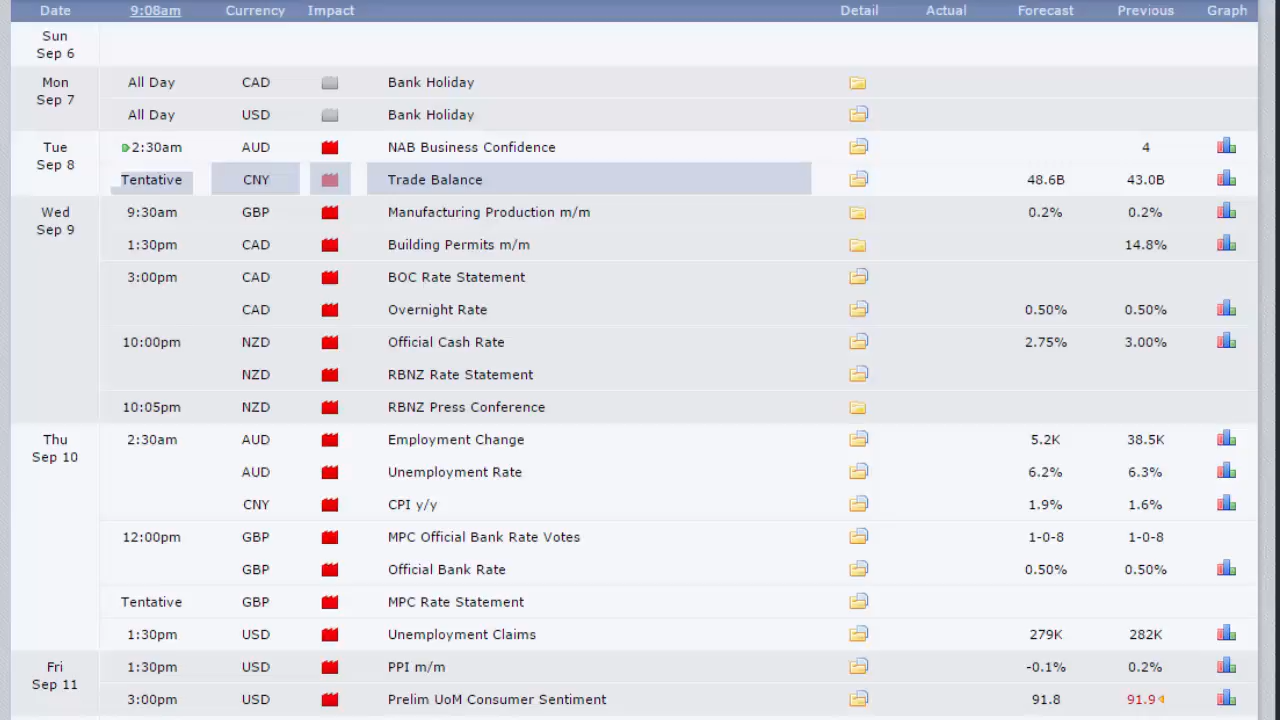 Date 9:08am Currency Impact Detail Actual Forecast Previous Graph
Sun
Sep 6
Mon
Sep 7
All Day CAD Bank Holiday
All Day USD Bank Holiday
Tue
Sep 8
2:30am AUD NAB Business Confidence 4
Tentative CNY Trade Balance 48.6B 43.0B
Wed
Sep 9
9:30am GBP Manufacturing Production m/m 0.2% 0.2%
1:30pm CAD Building Permits m/m 14.8%
3:00pm CAD BOC Rate Statement
CAD Overnight Rate 0.50% 0.50%
10:00pm NZD Official Cash Rate 2.75% 3.00%
NZD RBNZ Rate Statement
10:05pm NZD RBNZ Press Conference
Thu
Sep 10
2:30am AUD Employment Change 5.2K 38.5K
AUD Unemployment Rate 6.2% 6.3%
CNY CPI y/y 1.9% 1.6%
12:00pm GBP MPC Official Bank Rate Votes 1-0-8 1-0-8
GBP Official Bank Rate 0.50% 0.50%
Tentative GBP MPC Rate Statement
1:30pm USD Unemployment Claims 279K 282K
Fri
Sep 11
1:30pm USD PPI m/m -0.1% 0.2%
3:00pm USD Prelim UoM Consumer Sentiment 91.8 91.9